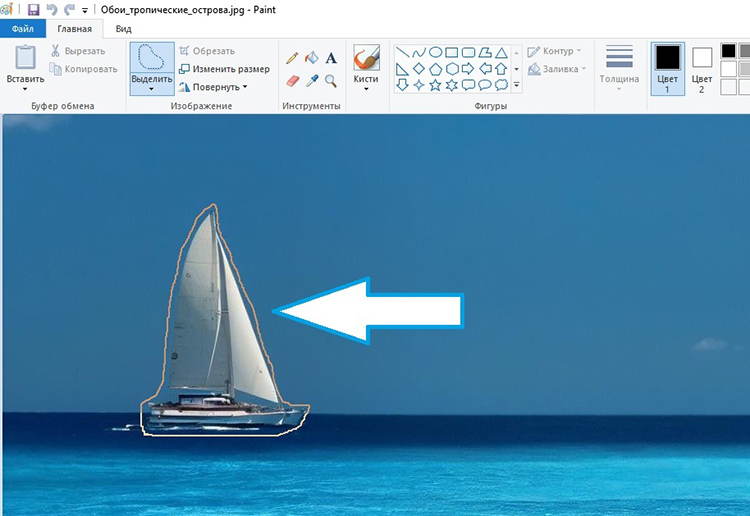 Обои_тропические_острова.jpg - Paint
Файл
Главная
Вид
Вставить
Вырезать
Копировать
Буфер обмена
Выделить
Обрезать
Изменить размер
Повернуть
Изображение
A
Инструменты
Кисти
Контур
Заливка
Фигуры
Толщина
Цвет
1
Цвет
2